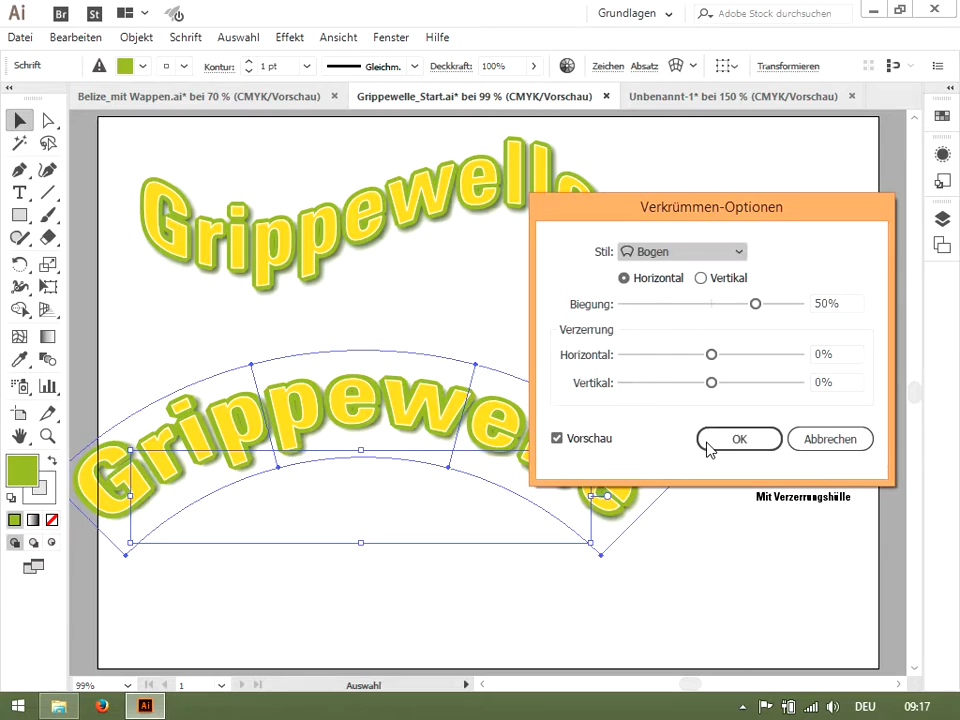 Ai Br St Grundlagen Adobe Stock durchsuchen
Datei Bearbeiten Objekt Schrift Auswahl Effekt Ansicht Fenster Hilfe
Schrift Kontur: 1 pt Gleichm. Deckkraft: 100% Zeichen Absatz Transformieren
Belize_mit Wappen.ai* bei 70 % (CMYK/Vorschau) × Grippewelle_Start.ai* bei 99 % (CMYK/Vorschau) × Unbenannt-1* bei 150 % (CMYK/Vorschau) ×
Grippewelle
Verkrümmen-Optionen
Stil: Bogen
Horizontal Vertikal
Biegung: 50%
Verzerrung
Horizontal: 0%
Vertikal: 0%
Vorschau OK Abbrechen
Grippewe e
Mit Verzerrungshülle
99% 1 Auswahl
Ai DEU 09:17